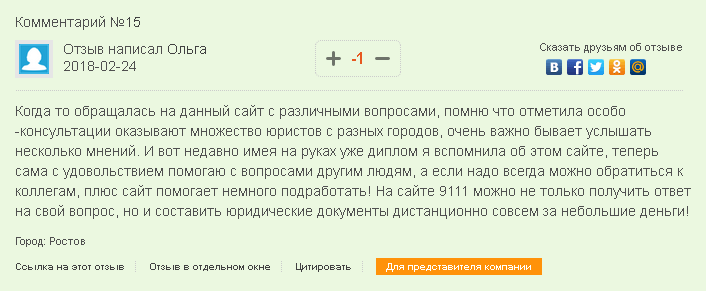 Комментарий №15
Отзыв написал Ольга
2018-02-24
+ -1 −
Сказать друзьям об отзыве
Когда то обращалась на данный сайт с различными вопросами, помню что отметила особо
-консультации оказывают множество юристов с разных городов, очень важно бывает услышать
несколько мнений. И вот недавно имея на руках уже диплом я вспомнила об этом сайте, теперь
сама с удовольствием помогаю с вопросами другим людям, а если надо всегда можно обратиться к
коллегам, плюс сайт помогает немного подработать! На сайте 9111 можно не только получить ответ
на свой вопрос, но и составить юридические документы дистанционно совсем за небольшие деньги!
Город: Ростов
Ссылка на этот отзыв Отзыв в отдельном окне Цитировать Для представителя компании